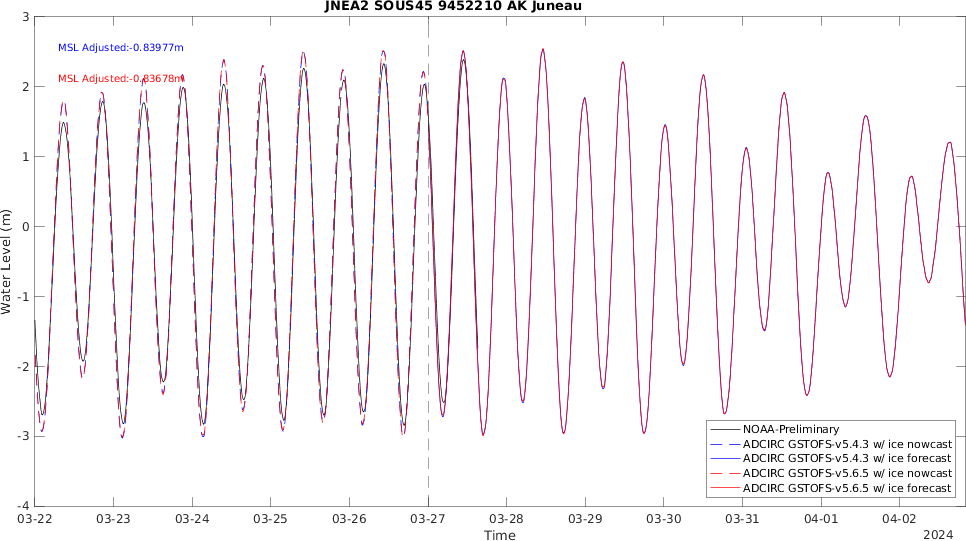 JNEA2 SOUS45 9452210 AK Juneau
MSL Adjusted:-0.83977m
MSL Adjusted:-0.83678m
Water Level (m)
3
2
1
0
-1
-2
-3
-4
NOAA-Preliminary
ADCIRC GSTOFS-v5.4.3 w/ ice nowcast
ADCIRC GSTOFS-v5.4.3 w/ ice forecast
ADCIRC GSTOFS-v5.6.5 w/ ice nowcast
ADCIRC GSTOFS-v5.6.5 w/ ice forecast
03-22 03-23 03-24 03-25 03-26 03-27 03-28 03-29 03-30 03-31 04-01 04-02
Time
2024